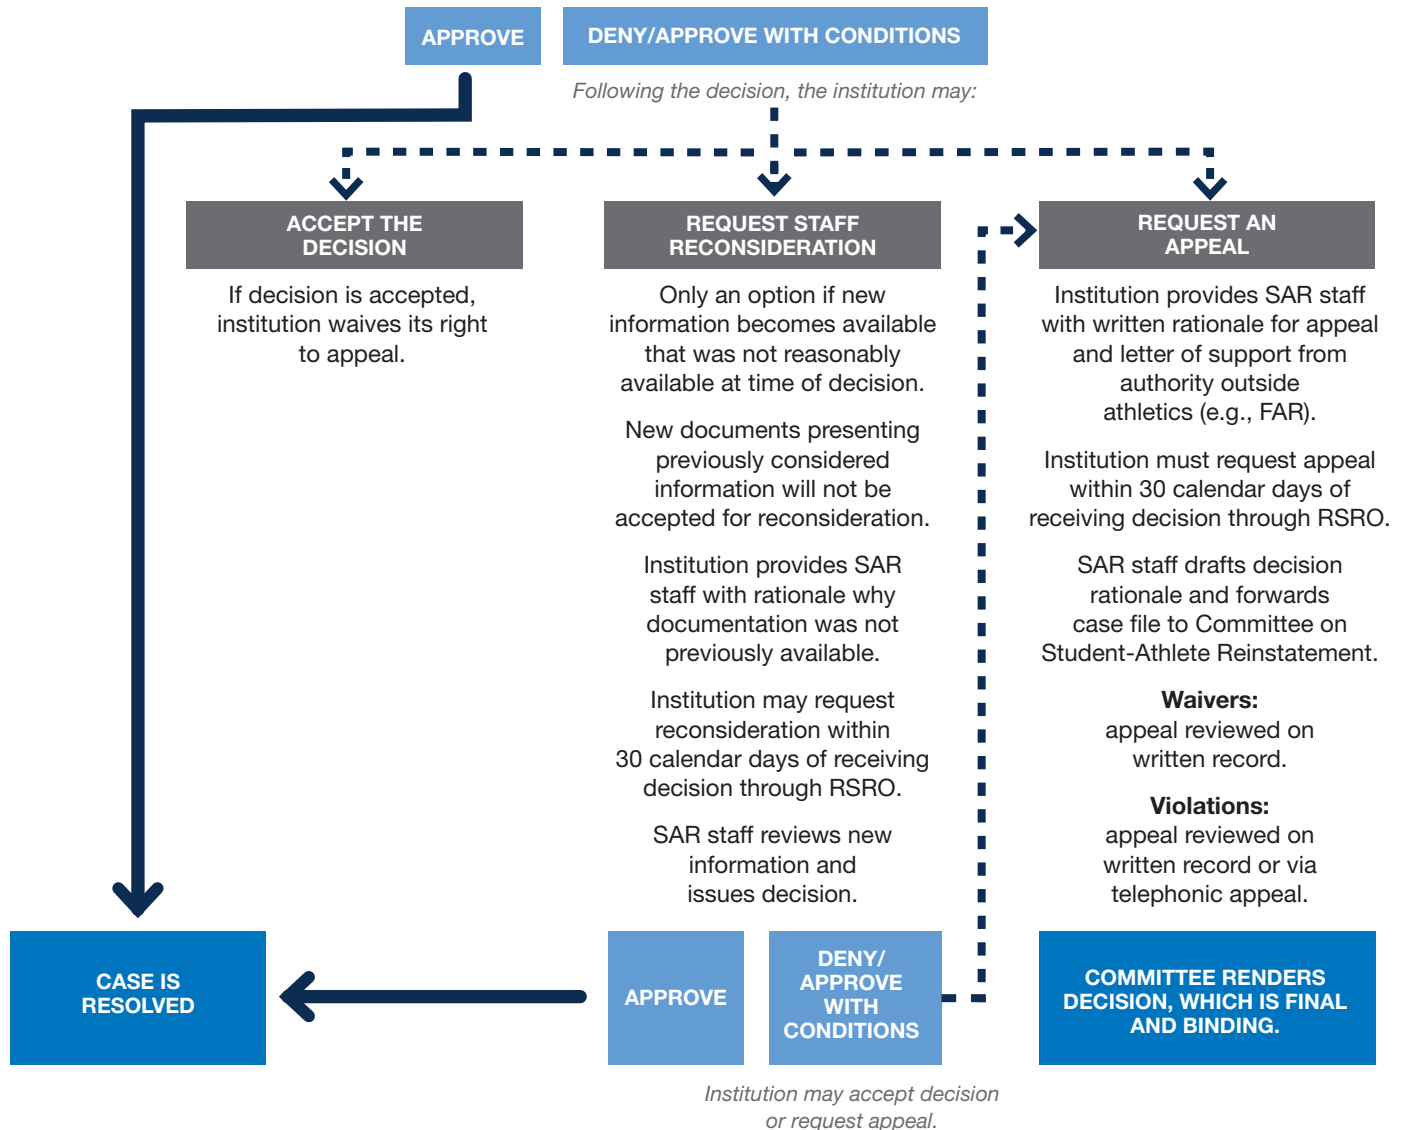 APPROVE
DENY/APPROVE WITH CONDITIONS
Following the decision, the institution may:
ACCEPT THE
DECISION
If decision is accepted,
institution waives its right
to appeal.
REQUEST STAFF
RECONSIDERATION
Only an option if new
information becomes available
that was not reasonably
available at time of decision.
New documents presenting
previously considered
information will not be
accepted for reconsideration.
Institution provides SAR
staff with rationale why
documentation was not
previously available.
Institution may request
reconsideration within
30 calendar days of receiving
decision through RSRO.
SAR staff reviews new
information and
issues decision.
REQUEST AN
APPEAL
Institution provides SAR staff
with written rationale for appeal
and letter of support from
authority outside
athletics (e.g., FAR).
Institution must request appeal
within 30 calendar days of
receiving decision through RSRO.
SAR staff drafts decision
rationale and forwards
case file to Committee on
Student-Athlete Reinstatement.
Waivers:
appeal reviewed on
written record.
Violations:
appeal reviewed on
written record or via
telephonic appeal.
CASE IS
RESOLVED
APPROVE
DENY/
APPROVE
WITH
CONDITIONS
COMMITTEE RENDERS
DECISION, WHICH IS FINAL
AND BINDING.
Institution may accept decision
or request appeal.